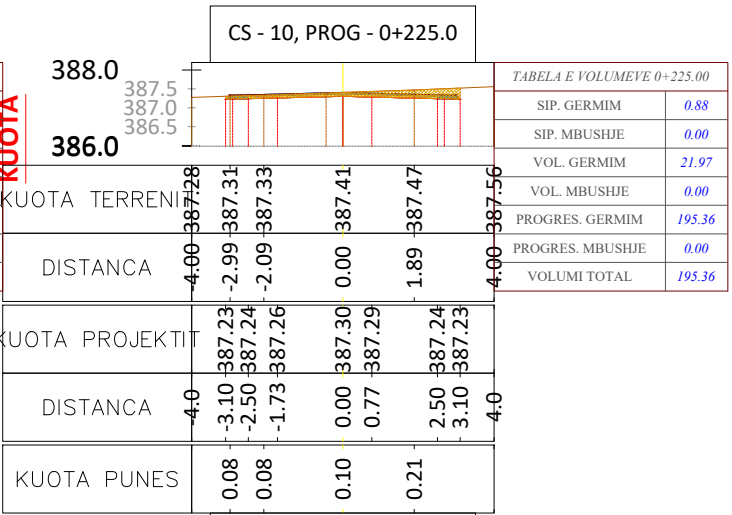 CS - 10, PROG - 0+225.0
KUOTA
388.0
387.5
387.0
386.5
386.0
KUOTA TERRENIT
387.28 387.31 387.33 387.41 387.47 387.56
DISTANCA
-4.00 -2.99 -2.09 0.00 1.89 4.00
KUOTA PROJEKTIT
387.23 387.24 387.26 387.30 387.29 387.24 387.23
DISTANCA
-4.0 -3.10 -2.50 -1.73 0.00 0.77 2.50 3.10 4.0
KUOTA PUNES
0.08 0.08 0.10 0.21
TABELA E VOLUMEVE 0+225.00
SIP. GERMIM 0.88
SIP. MBUSHJE 0.00
VOL. GERMIM 21.97
VOL. MBUSHJE 0.00
PROGRES. GERMIM 195.36
PROGRES. MBUSHJE 0.00
VOLUMI TOTAL 195.36